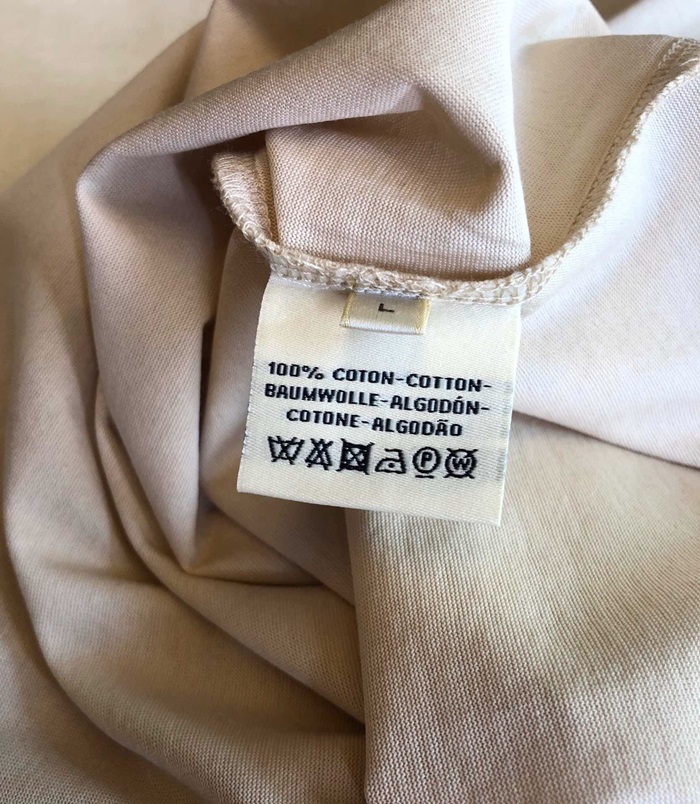 L
100% COTON-COTTON-
BAUMWOLLE-ALGODÓN-
COTONE-ALGODÃO
P W